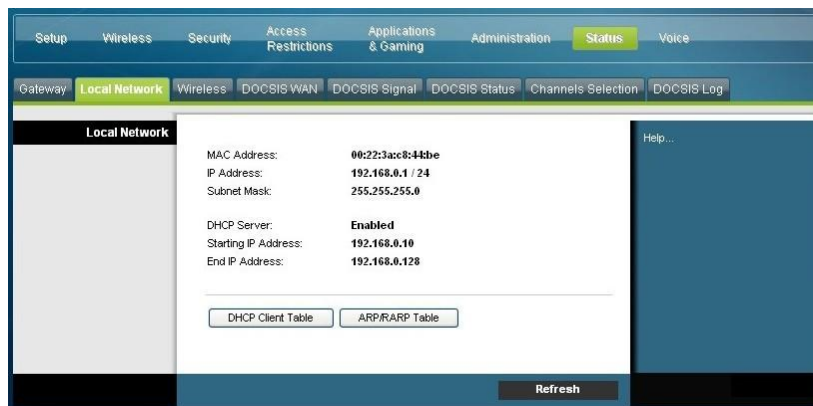 Setup Wireless Security Access Restrictions Applications & Gaming Administration Status Voice
Gateway Local Network Wireless DOCSIS WAN DOCSIS Signal DOCSIS Status Channels Selection DOCSIS Log
Local Network
Help...
MAC Address: 00:22:3a:c8:44:be
IP Address: 192.168.0.1 / 24
Subnet Mask: 255.255.255.0
DHCP Server: Enabled
Starting IP Address: 192.168.0.10
End IP Address: 192.168.0.128
DHCP Client Table ARP/RARP Table
Refresh